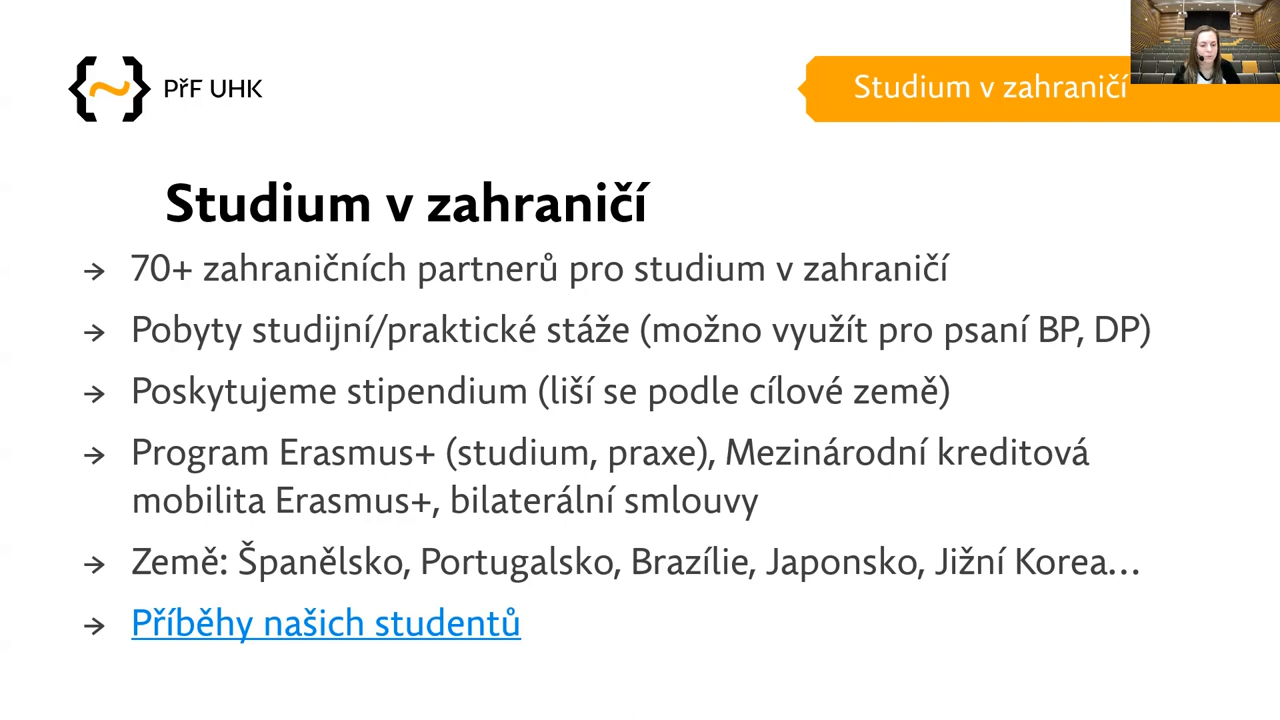 PřF UHK
Studium v zahraničí
Studium v zahraničí
→ 70+ zahraničních partnerů pro studium v zahraničí
→ Pobyty studijní/praktické stáže (možno využít pro psaní BP, DP)
→ Poskytujeme stipendium (liší se podle cílové země)
→ Program Erasmus+ (studium, praxe), Mezinárodní kreditová
mobilita Erasmus+, bilaterální smlouvy
→ Země: Španělsko, Portugalsko, Brazílie, Japonsko, Jižní Korea...
→ Příběhy našich studentů